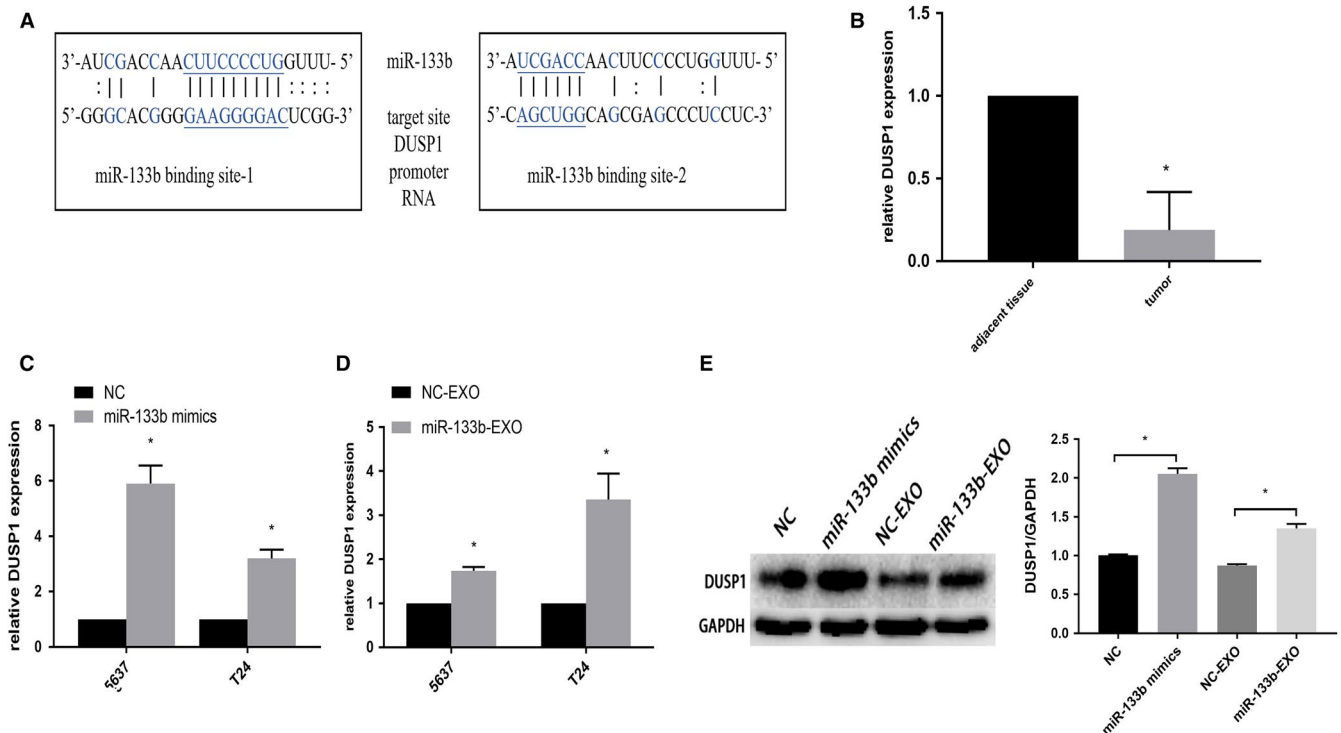 A
3'-AUCGACCAACUUCCCCUGGUUU- 5'
5'-GGGCACGGGGAAGGGGACUCGG-3'
miR-133b binding site-1
miR-133b
target site
DUSP1
promoter
RNA
3'-AUCGACCAACUUCCCCUGGUUU- 5'
5'-CAGCUGGCAGCGAGCCCUCCUC-3'
miR-133b binding site-2
B
relative DUSP1 expression
1.5
1.0
0.5
0.0
*
adjacent tissue
tumor
C
NC
miR-133b mimics
relative DUSP1 expression
8
6
4
2
0
*
*
5637
T24
D
NC-EXO
miR-133b-EXO
relative DUSP1 expression
5
4
3
2
1
0
*
*
5637
T24
E
NC
miR-133b mimics
NC-EXO
miR-133b-EXO
DUSP1
GAPDH
DUSP1/GAPDH
2.5
2.0
1.5
1.0
0.5
0.0
*
*
NC
miR-133b mimics
NC-EXO
miR-133b-EXO